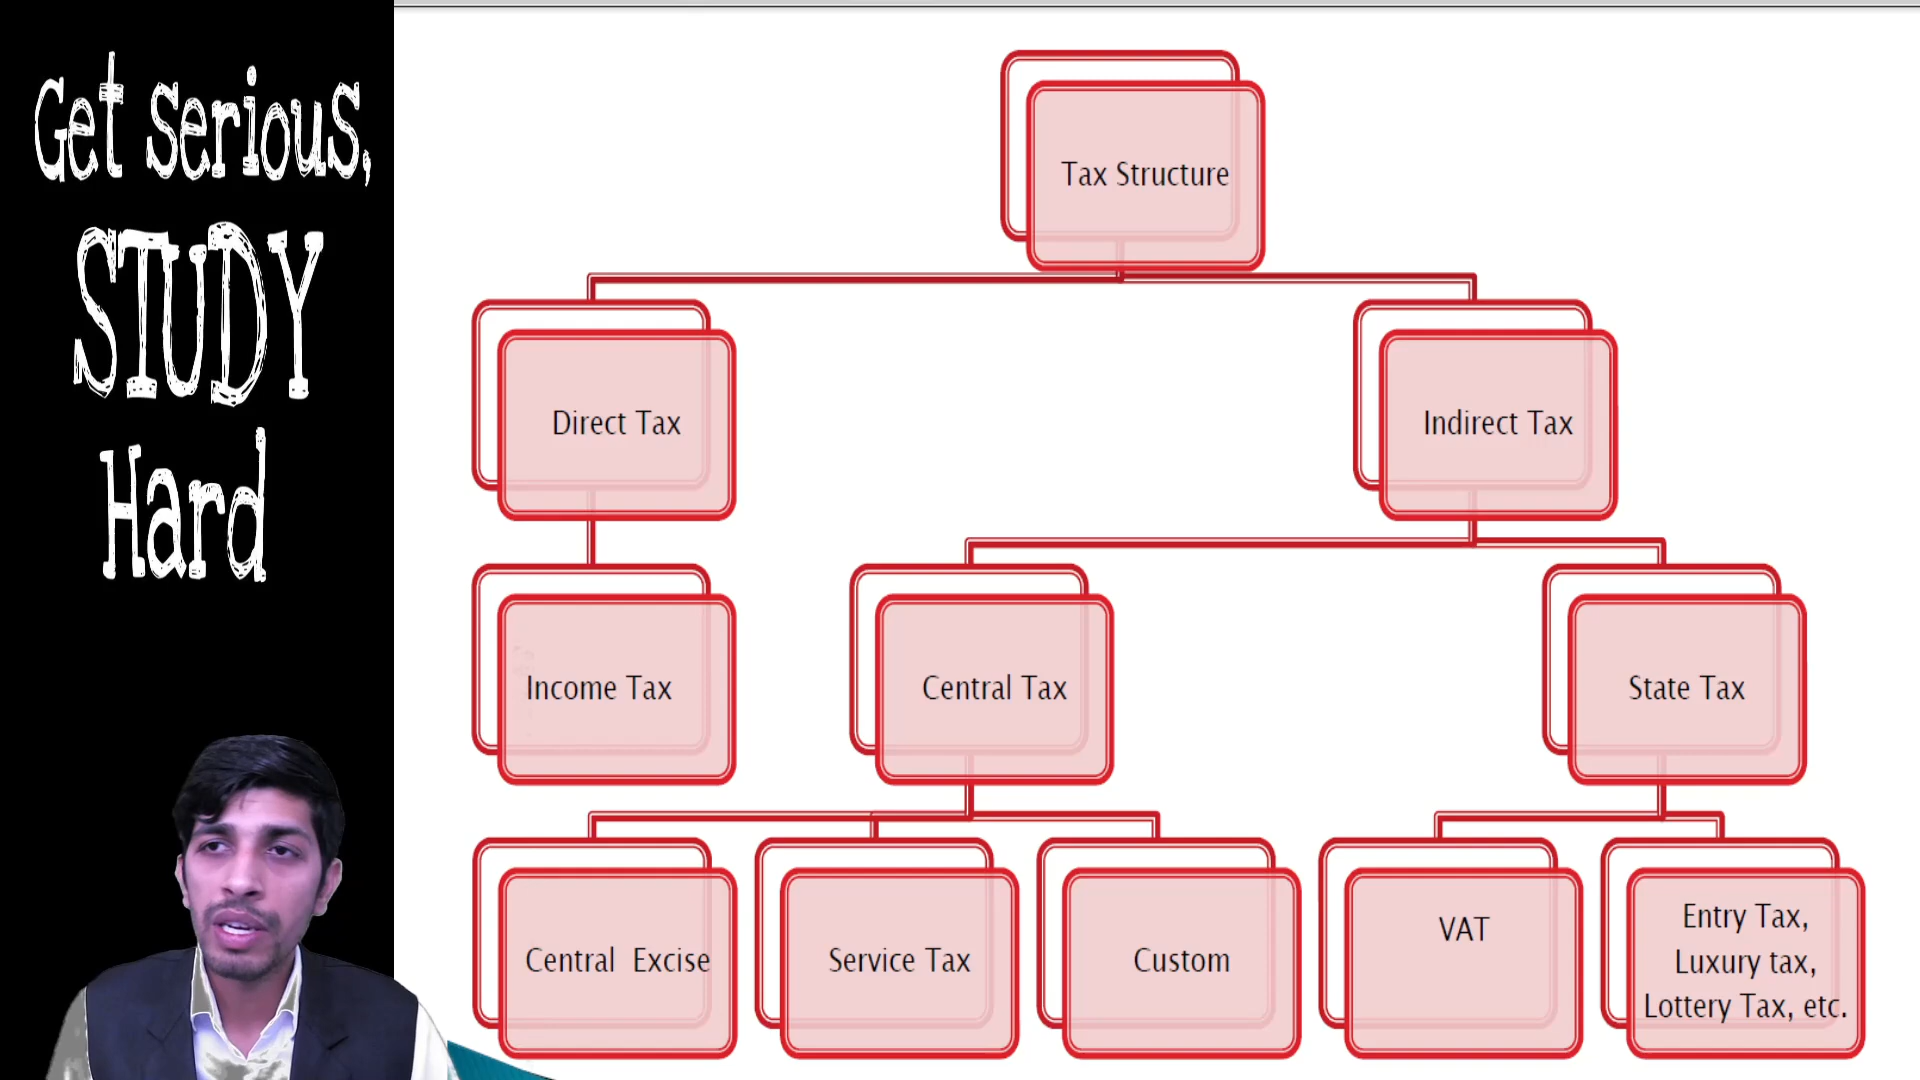 Get serious,
STUDY
Hard
Tax Structure
Direct Tax
Indirect Tax
Income Tax
Central Tax
State Tax
Central Excise
Service Tax
Custom
VAT
Entry Tax,
Luxury tax,
Lottery Tax, etc.